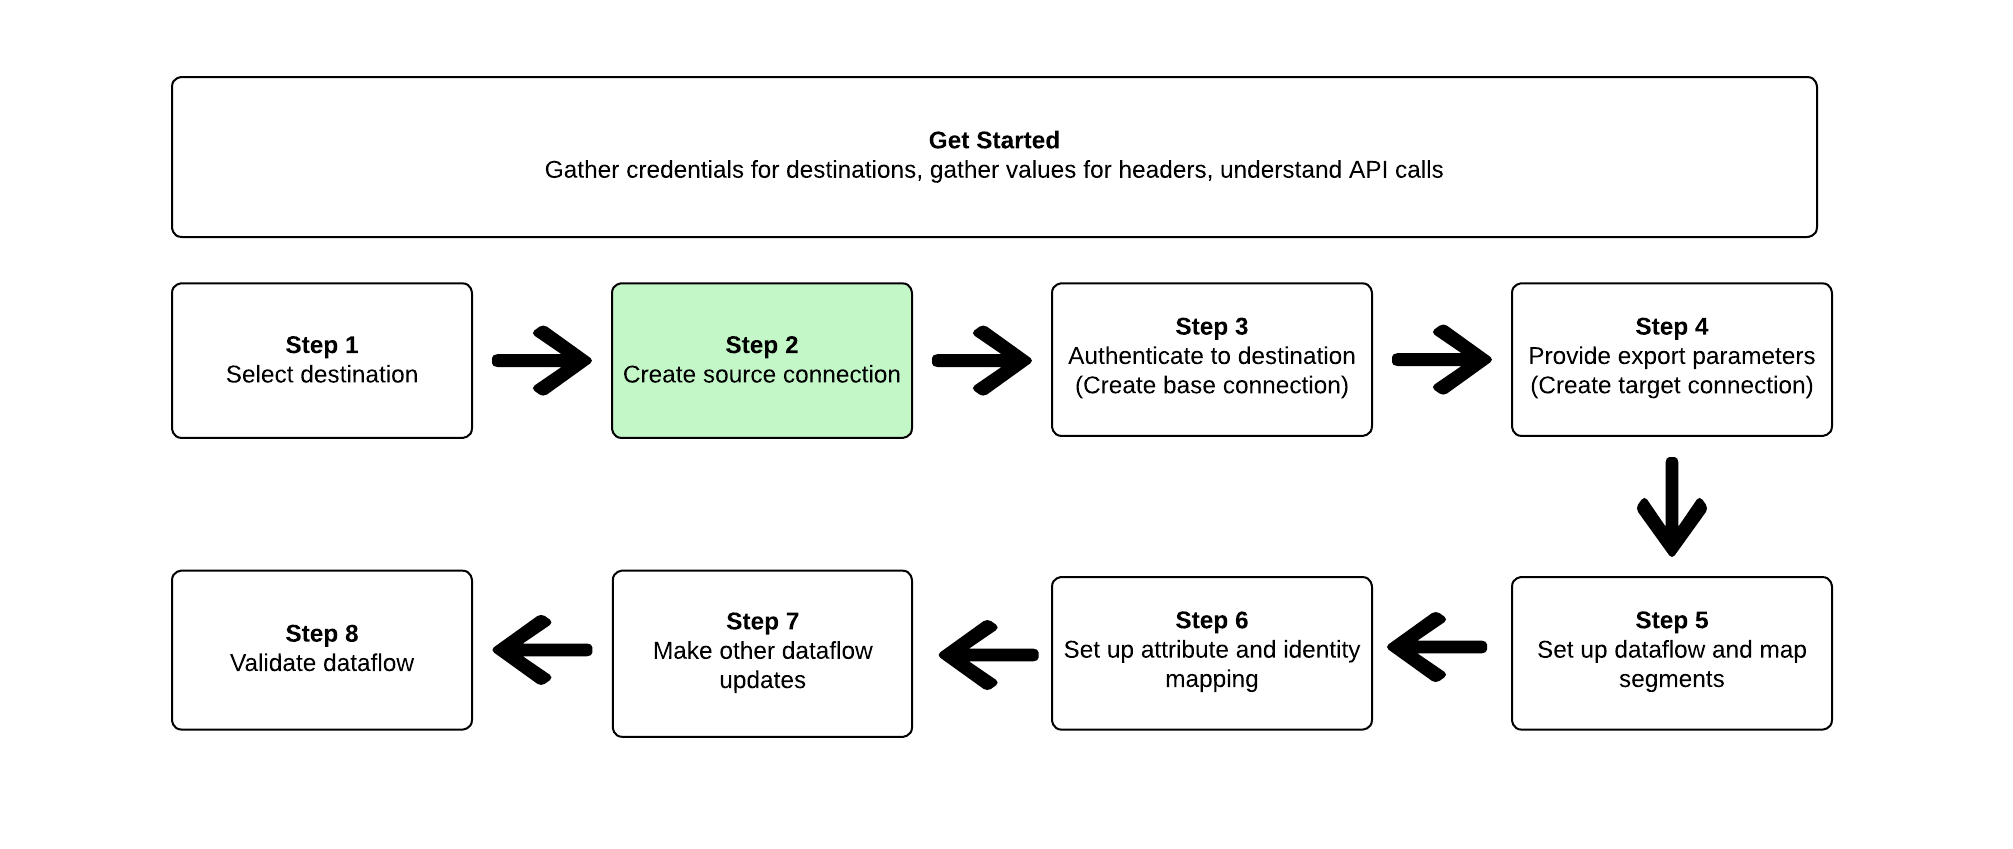 Get Started
Gather credentials for destinations, gather values for headers, understand API calls
Step 1
Select destination
Step 2
Create source connection
Step 3
Authenticate to destination
(Create base connection)
Step 4
Provide export parameters
(Create target connection)
Step 5
Set up dataflow and map
segments
Step 6
Set up attribute and identity
mapping
Step 7
Make other dataflow
updates
Step 8
Validate dataflow